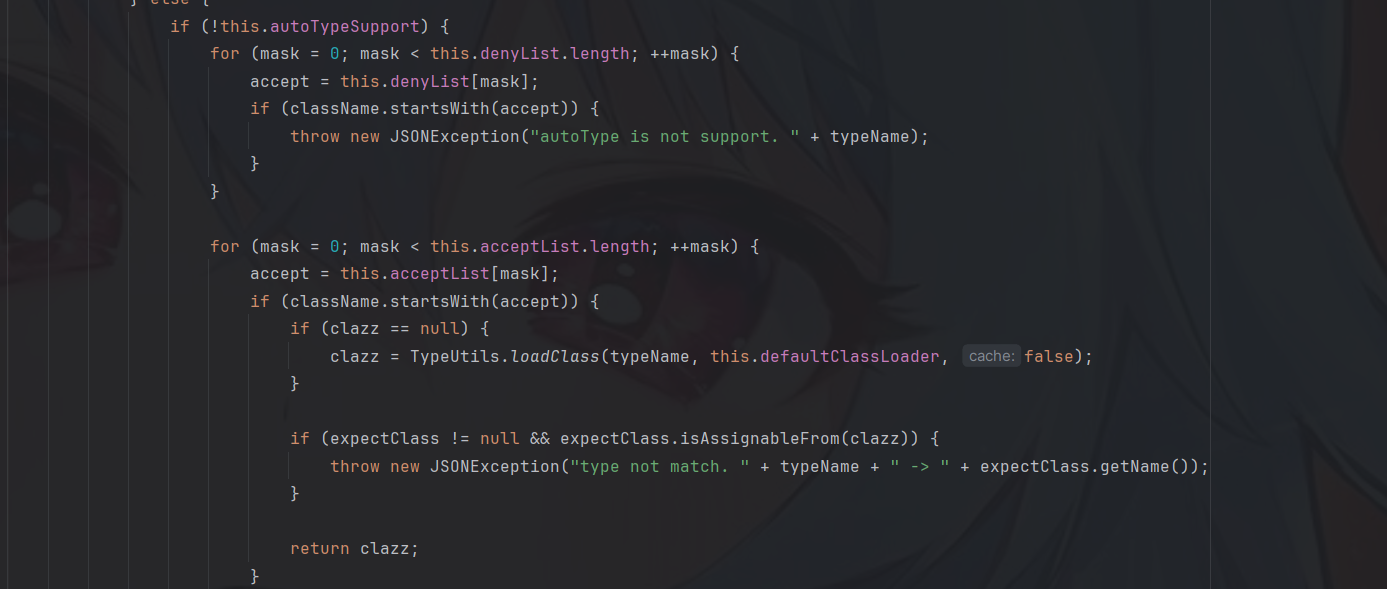 } else {
if (!this.autoTypeSupport) {
for (mask = 0; mask < this.denyList.length; ++mask) {
accept = this.denyList[mask];
if (className.startsWith(accept)) {
throw new JSONException("autoType is not support. " + typeName);
}
}
for (mask = 0; mask < this.acceptList.length; ++mask) {
accept = this.acceptList[mask];
if (className.startsWith(accept)) {
if (clazz == null) {
clazz = TypeUtils.loadClass(typeName, this.defaultClassLoader, cache: false);
}
if (expectClass != null && expectClass.isAssignableFrom(clazz)) {
throw new JSONException("type not match. " + typeName + " -> " + expectClass.getName());
}
return clazz;
}